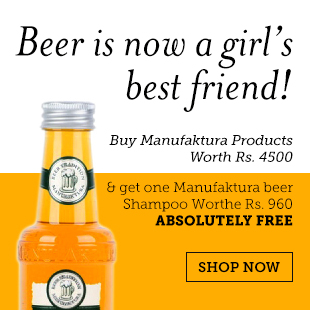 Beer is now a girl's
best friend!
Buy Manufaktura Products
Worth Rs. 4500
& get one Manufaktura beer
Shampoo Worthe Rs. 960
ABSOLUTELY FREE
SHOP NOW